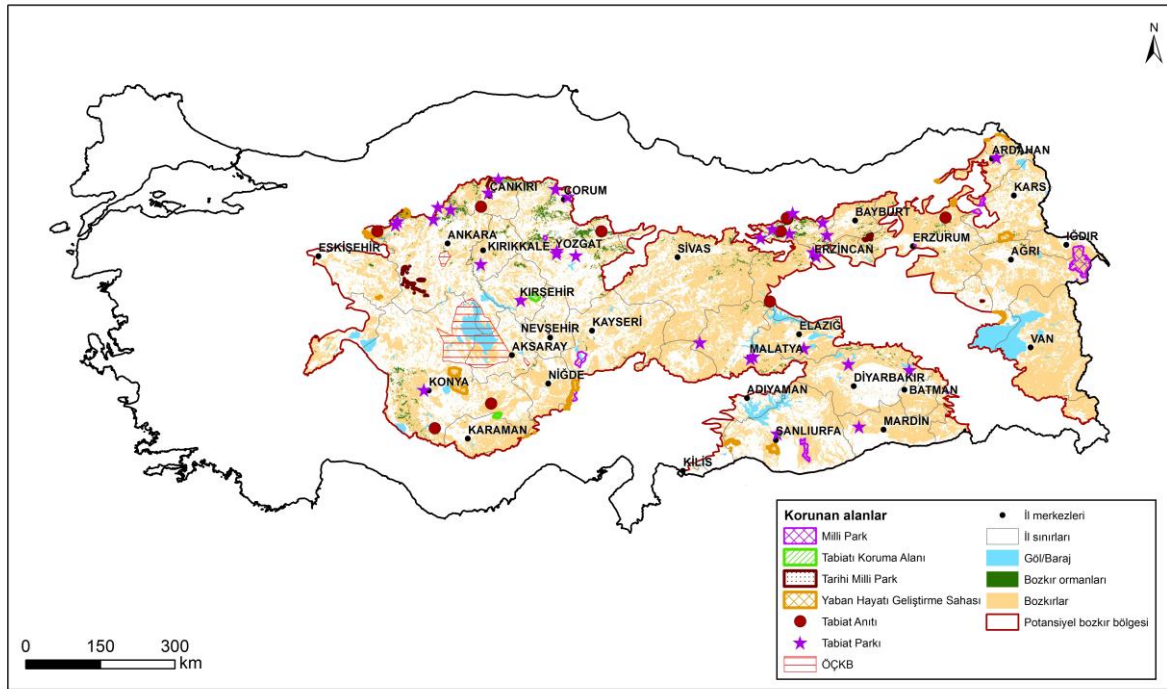 N
ARDAHAN
KARS
ÇANKIRI
ÇORUM
BAYBURT
ANKARA
KIRIKKALE
YOZGAT
ESKİŞEHİR
SİVAS
ERZİNCAN
ERZURUM
IĞDIR
AĞRI
KIRŞEHİR
NEVŞEHİR
KAYSERİ
AKSARAY
ELAZIĞ
MALATYA
VAN
KONYA
NİĞDE
ADIYAMAN
DİYARBAKIR
BATMAN
KARAMAN
ŞANLIURFA
MARDİN
KİLİS
Korunan alanlar
Milli Park
Tabiatı Koruma Alanı
Tarihi Milli Park
Yaban Hayatı Geliştirme Sahası
Tabiat Anıtı
Tabiat Parkı
ÖÇKB
İl merkezleri
İl sınırları
Göl/Baraj
Bozkır ormanları
Bozkırlar
Potansiyel bozkır bölgesi
0 150 300
km